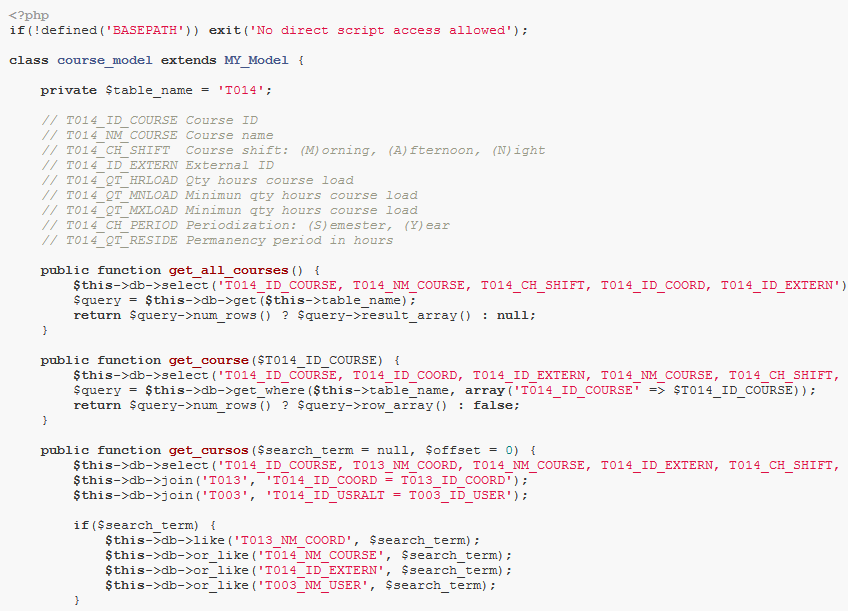 <?php
if(!defined('BASEPATH')) exit('No direct script access allowed');

class course_model extends MY_Model {

    private $table_name = 'T014';

    // T014_ID_COURSE Course ID
    // T014_NM_COURSE Course name
    // T014_CH_SHIFT  Course shift: (M)orning, (A)fternoon, (N)ight
    // T014_ID_EXTERN External ID
    // T014_QT_HRLOAD Qty hours course load
    // T014_QT_MNLOAD Minimun qty hours course load
    // T014_QT_MXLOAD Minimun qty hours course load
    // T014_CH_PERIOD Periodization: (S)emester, (Y)ear
    // T014_QT_RESIDE Permanency period in hours

    public function get_all_courses() {
        $this->db->select('T014_ID_COURSE, T014_NM_COURSE, T014_CH_SHIFT, T014_ID_COORD, T014_ID_EXTERN')
        $query = $this->db->get($this->table_name);
        return $query->num_rows() ? $query->result_array() : null;
    }

    public function get_course($T014_ID_COURSE) {
        $this->db->select('T014_ID_COURSE, T014_ID_COORD, T014_ID_EXTERN, T014_NM_COURSE, T014_CH_SHIFT,
        $query = $this->db->get_where($this->table_name, array('T014_ID_COURSE' => $T014_ID_COURSE));
        return $query->num_rows() ? $query->row_array() : false;
    }

    public function get_cursos($search_term = null, $offset = 0) {
        $this->db->select('T014_ID_COURSE, T013_NM_COORD, T014_NM_COURSE, T014_ID_EXTERN, T014_CH_SHIFT,
        $this->db->join('T013', 'T014_ID_COORD = T013_ID_COORD');
        $this->db->join('T003', 'T014_ID_USRALT = T003_ID_USER');

        if($search_term) {
            $this->db->like('T013_NM_COORD', $search_term);
            $this->db->or_like('T014_NM_COURSE', $search_term);
            $this->db->or_like('T014_ID_EXTERN', $search_term);
            $this->db->or_like('T003_NM_USER', $search_term);
        }